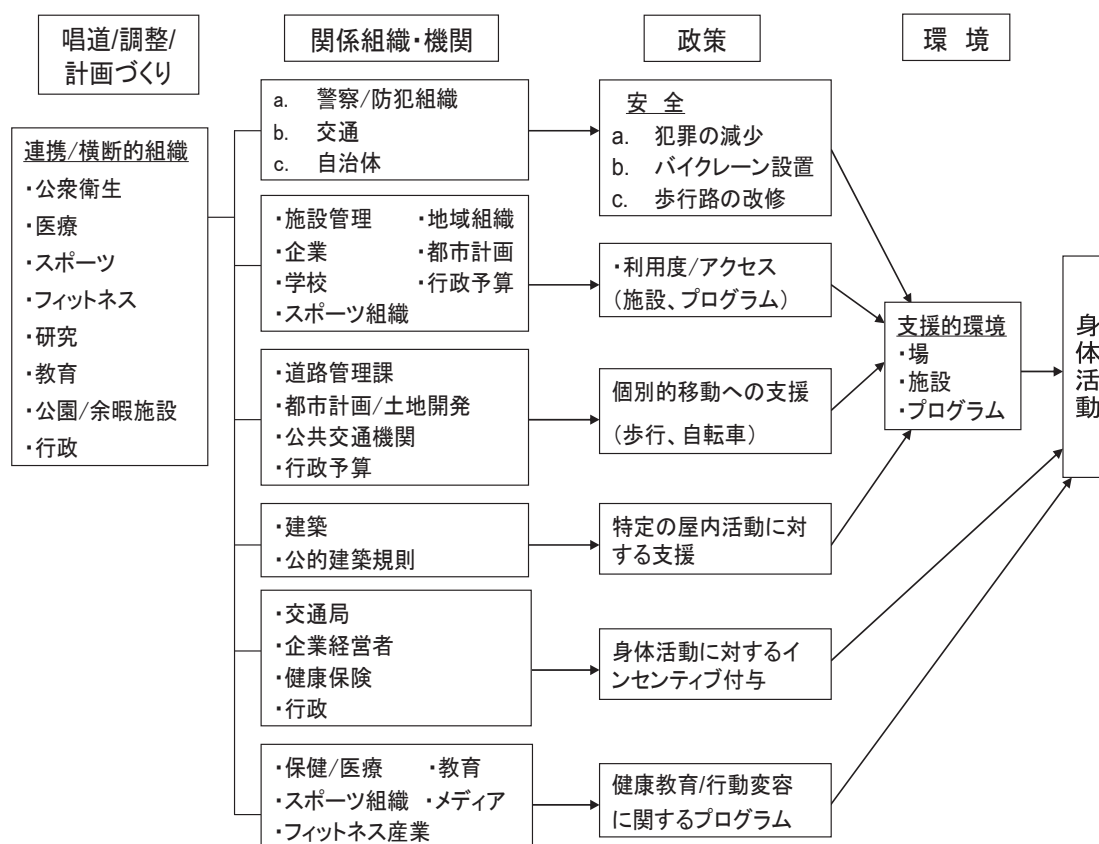 唱道/調整/
計画づくり
関係組織・機関
政策
環 境
連携/横断的組織
・公衆衛生
・医療
・スポーツ
・フィットネス
・研究
・教育
・公園/余暇施設
・行政
a. 警察/防犯組織
b. 交通
c. 自治体
・施設管理 ・地域組織
・企業 ・都市計画
・学校 ・行政予算
・スポーツ組織
・道路管理課
・都市計画/土地開発
・公共交通機関
・行政予算
・建築
・公的建築規則
・交通局
・企業経営者
・健康保険
・行政
・保健/医療 ・教育
・スポーツ組織 ・メディア
・フィットネス産業
安 全
a. 犯罪の減少
b. バイクレーン設置
c. 歩行路の改修
・利用度/アクセス
(施設、プログラム)
個別的移動への支援
(歩行、自転車)
特定の屋内活動に対
する支援
身体活動に対するイ
ンセンティブ付与
健康教育/行動変容
に関するプログラム
支援的環境
・場
・施設
・プログラム
身体活動